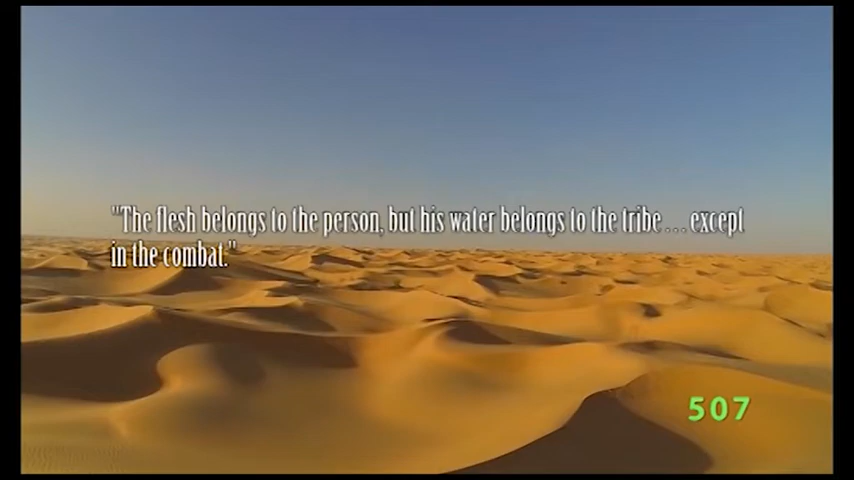 "The flesh belongs to the person, but his water belongs to the tribe . . . except
in the combat."
507